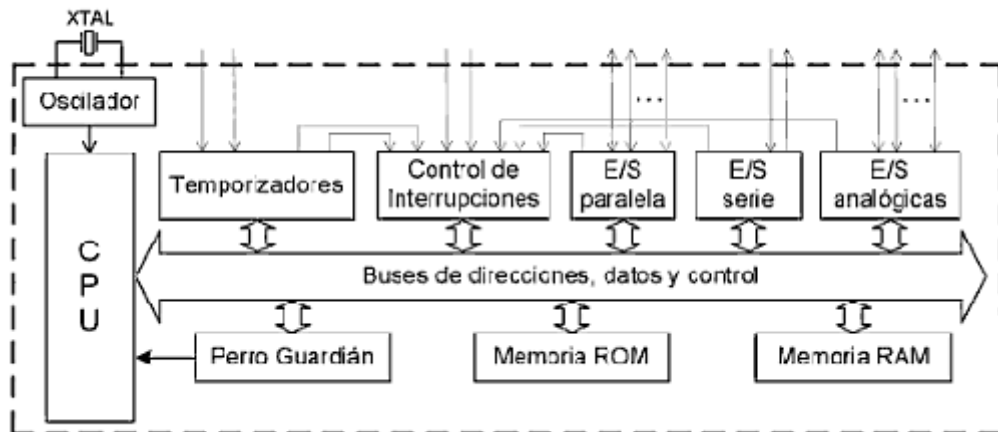 XTAL
Oscilador
Temporizadores
Control de
Interrupciones
E/S
paralela
E/S
serie
E/S
analógicas
...
...
C
P
U
Buses de direcciones, datos y control
Perro Guardián
Memoria ROM
Memoria RAM